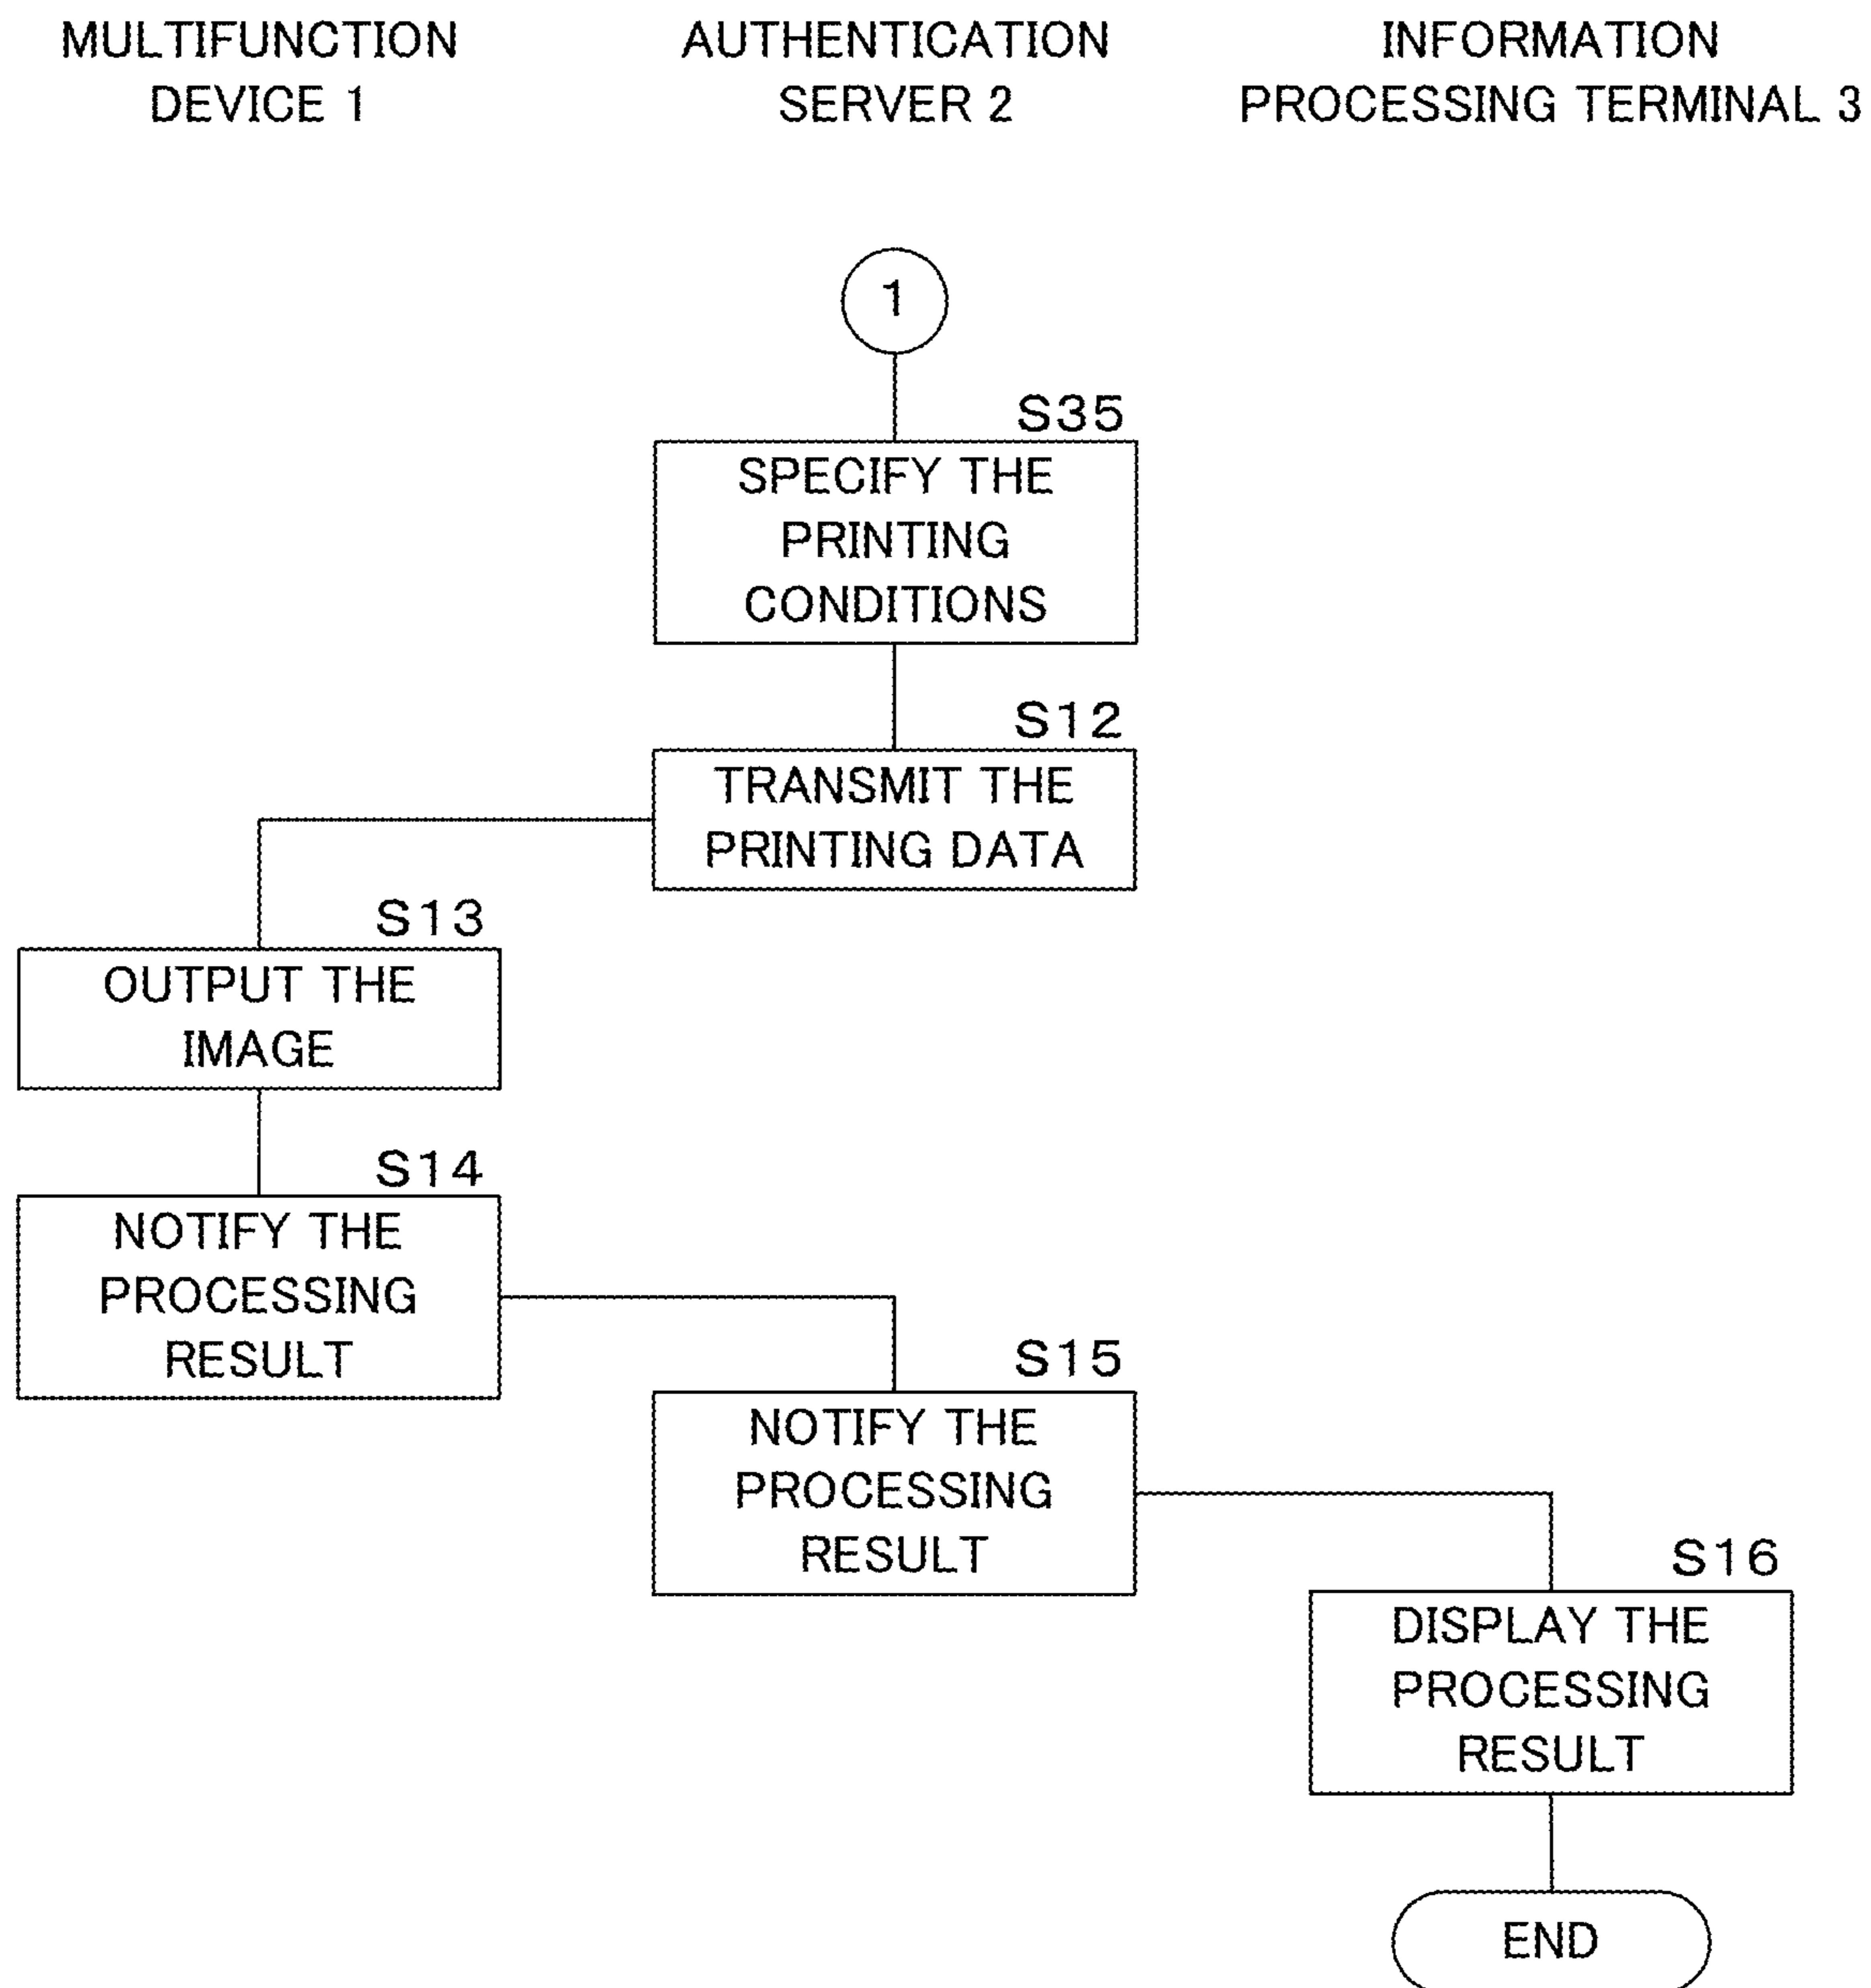 MULTIFUNCTION
DEVICE 1
AUTHENTICATION
SERVER 2
INFORMATION
PROCESSING TERMINAL 3
1
S35
SPECIFY THE
PRINTING
CONDITIONS
S12
TRANSMIT THE
PRINTING DATA
S13
OUTPUT THE
IMAGE
S14
NOTIFY THE
PROCESSING
RESULT
S15
NOTIFY THE
PROCESSING
RESULT
S16
DISPLAY THE
PROCESSING
RESULT
END